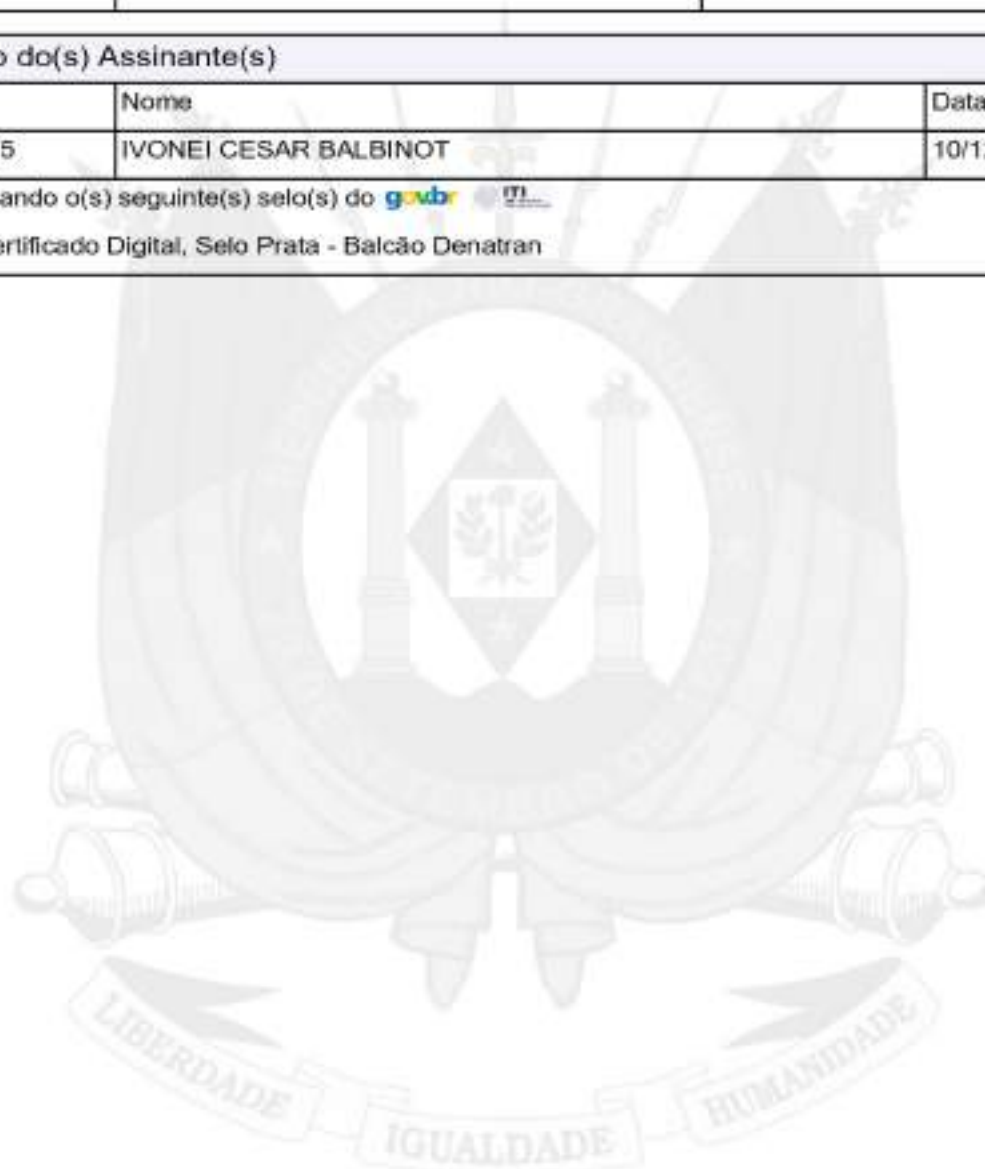 o do(s) Assinante(s)
Nome Data
5 IVONEI CESAR BALBINOT 10/1
ando o(s) seguinte(s) selo(s) do gov.br ITI
ertificado Digital, Selo Prata - Balcão Denatran
LIBERDADE IGUALDADE HUMANIDADE